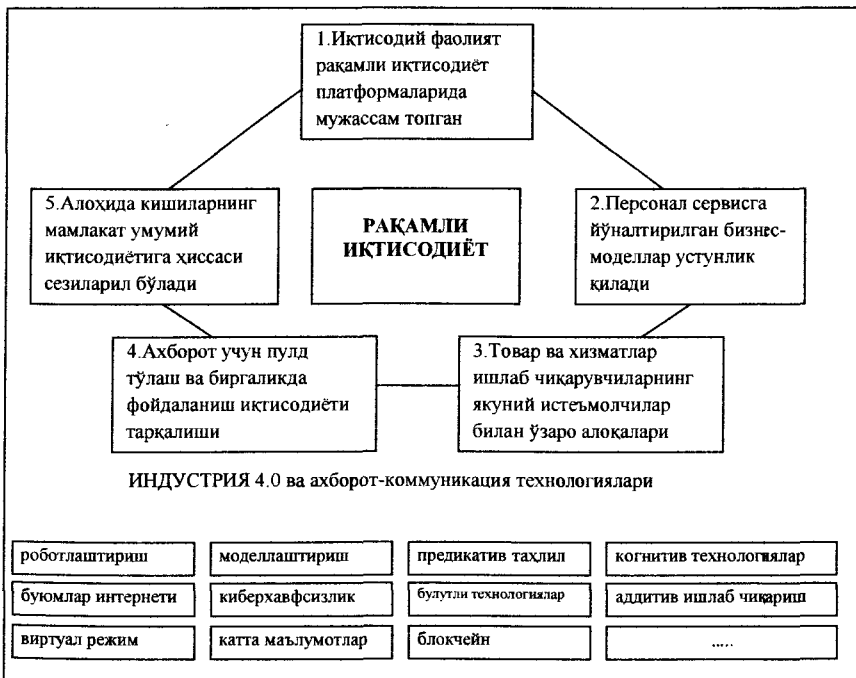 1.Иқтисодий фаолият
рақамли иқтисодиёт
платформаларида
мужассам топган
5.Алоҳида кишиларнинг
мамлакат умумий
иқтисодиётига ҳиссаси
сезиларил бўлади
РАҚАМЛИ
ИҚТИСОДИЁТ
2.Персонал сервисга
йўналтирилган бизнес-
моделлар устунлик
қилади
4.Ахборот учун пулд
тўлаш ва биргаликда
фойдаланиш иқтисодиёти
тарқалиши
3.Товар ва хизматлар
ишлаб чиқарувчиларнинг
якуний истеъмолчилар
билан ўзаро алоқалари
ИНДУСТРИЯ 4.0 ва ахборот-коммуникация технологиялари
роботлаштириш моделлаштириш предикатив таҳлил когнитив технологиялар
буюмлар интернети киберхавфсизлик булутли технологиялар аддитив ишлаб чиқариш
виртуал режим катта маълумотлар блокчейн .....